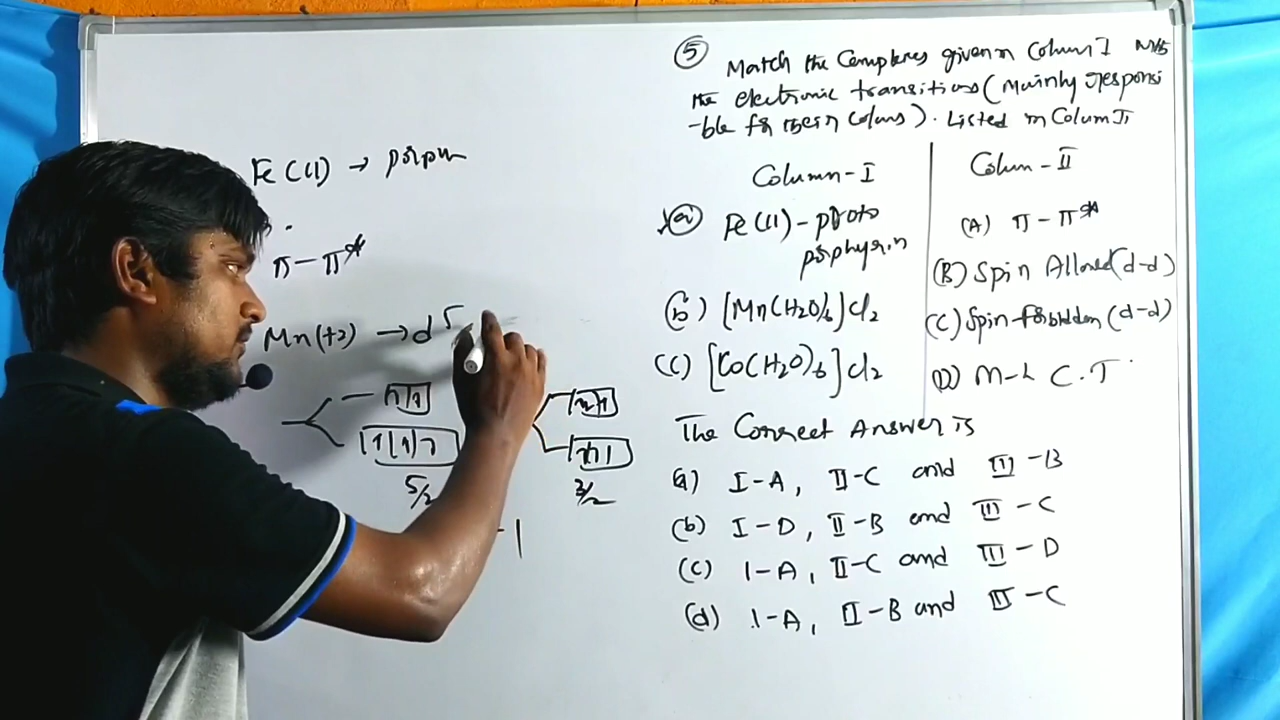 Fe (II) → porphy
π - π*
Mn(+2) → d⁵
5/2
3/2
- 1
⑤ Match the Complexes given in Column I with
the electronic transitions (Mainly responsi
-ble for their Colours). Listed in Column II
Column - I
(a) Fe (II) - proto
porphyrin
(b) [Mn(H2O)6]Cl2
(C) [Co(H2O)6]Cl2
Colun - II
(A) π - π*
(B) Spin Allowed (d-d)
(C) Spin-forbidden (d-d)
(D) M-L C.T
The Correct Answer is
(a) I-A, II-C and III-B
(b) I-D, II-B and III-C
(c) I-A, II-C and III-D
(d) I-A, II-B and III-C